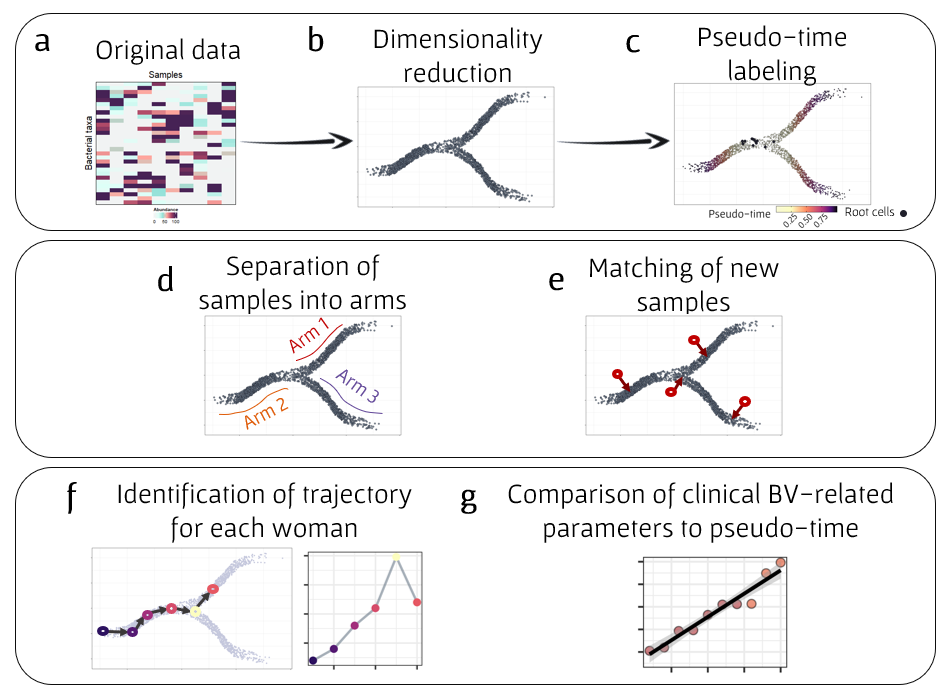 a
Original data
Samples
Bacterial taxa
Abundance
0 50 100
b
Dimensionality
reduction
c
Pseudo-time
labeling
Pseudo-time
0.25 0.50 0.75
Root cells
d
Separation of
samples into arms
Arm 1
Arm 2
Arm 3
e
Matching of new
samples
f
Identification of trajectory
for each woman
g
Comparison of clinical BV-related
parameters to pseudo-time